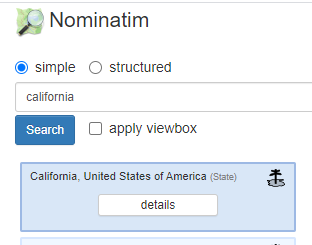 Nominatim
simple structured
california
Search apply viewbox
California, United States of America (State)
details